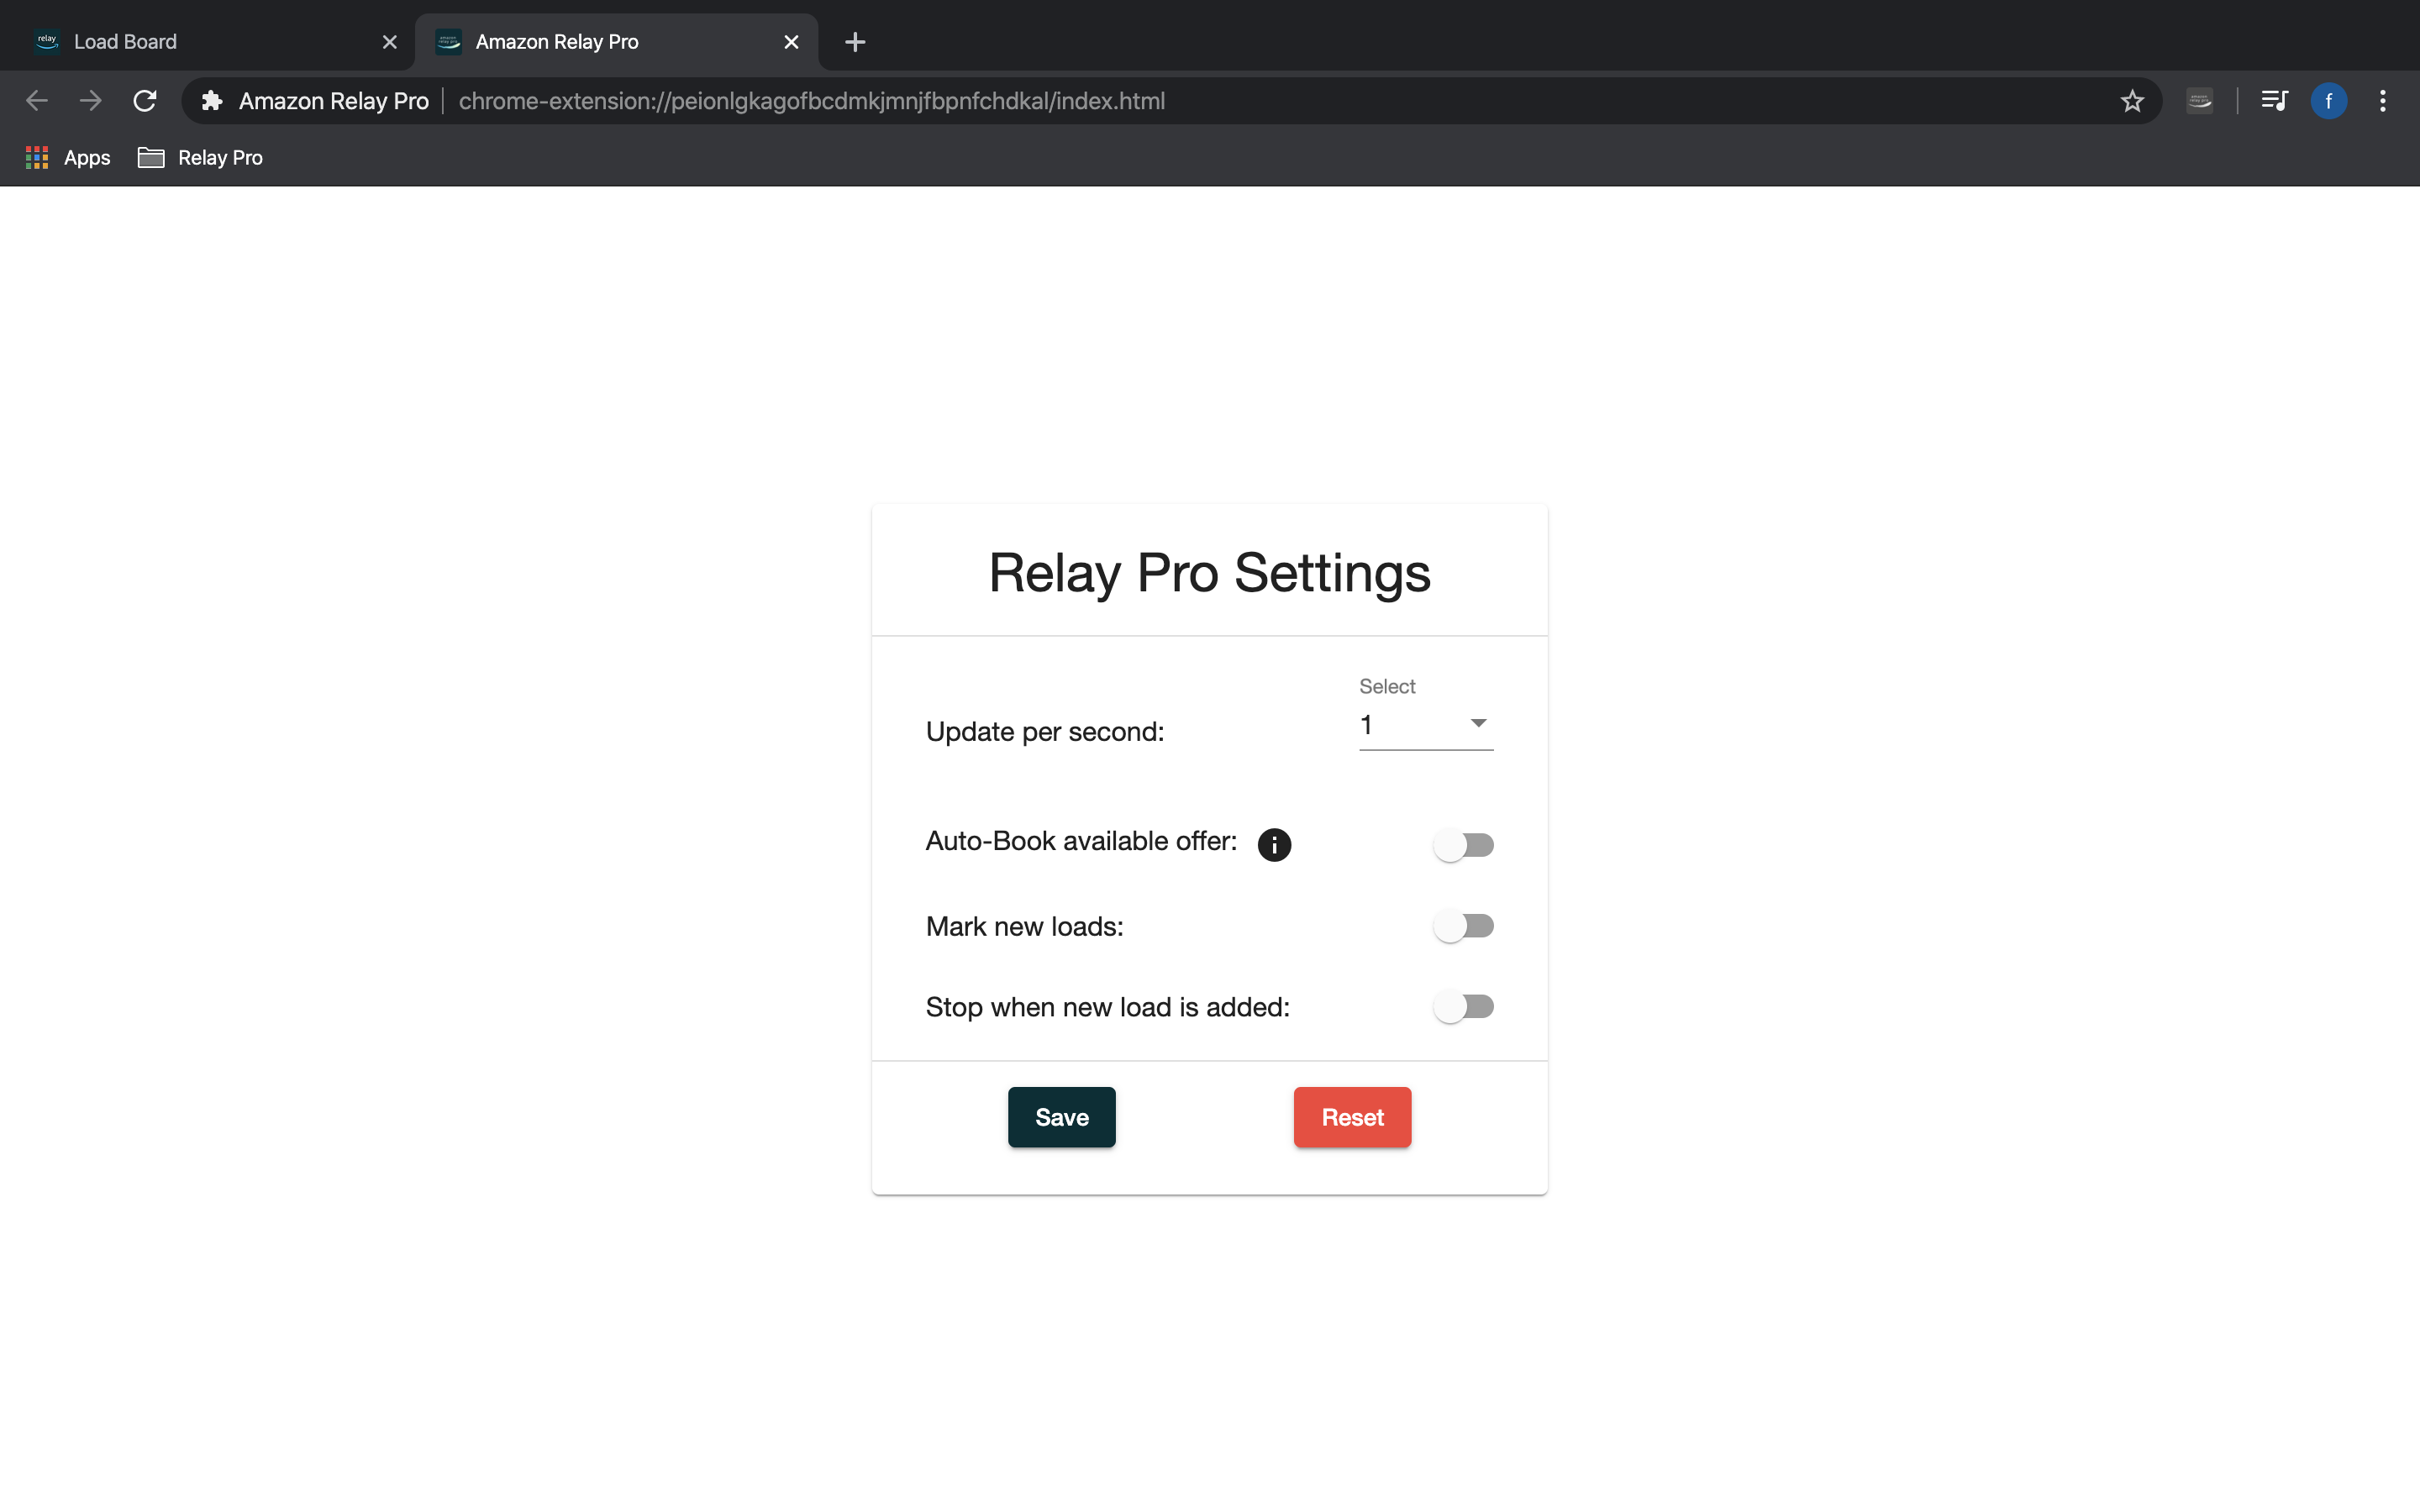 relay
Load Board
Amazon Relay Pro
Amazon Relay Pro
chrome-extension://peionlgkagofbcdmkjmnjfbpnfchdkal/index.html
f
Apps
Relay Pro
Relay Pro Settings
Select
Update per second:
1
Auto-Book available offer:
Mark new loads:
Stop when new load is added:
Save
Reset